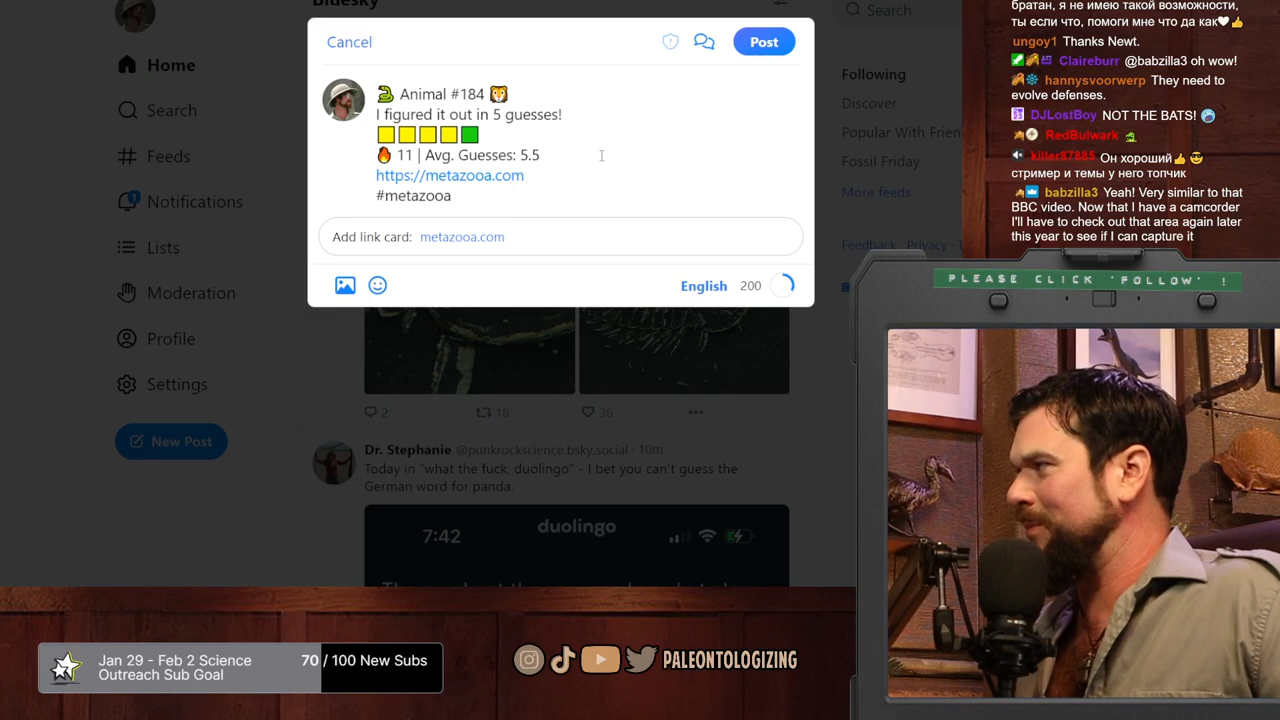 Bluesky
Cancel
Post
🐍 Animal #184 🐯
I figured it out in 5 guesses!
🟨🟨🟨🟨🟩
🔥 11 | Avg. Guesses: 5.5
https://metazooa.com
#metazooa
Add link card: metazooa.com
English 200
Home
Search
Feeds
1
Notifications
Lists
Moderation
Profile
Settings
New Post
2
18
36
Dr. Stephanie @punkrockscience.bsky.social · 10m
Today in "what the fuck, duolingo" - I bet you can't guess the
German word for panda.
7:42
duolingo
Search
Following
Discover
Popular With Frien
Fossil Friday
More feeds
Feedback · Privacy ·
братан, я не имею такой возможности,
ты если что, помоги мне что да как♥👍
ungoy1 Thanks Newt.
Claireburr @babzilla3 oh wow!
hannysvoorwerp They need to
evolve defenses.
DJLostBoy NOT THE BATS!
RedBulwark
killer87885 Он хороший👍 😎
стример и темы у него топчик
babzilla3 Yeah! Very similar to that
BBC video. Now that I have a camcorder
I'll have to check out that area again later
this year to see if I can capture it
PLEASE CLICK 'FOLLOW' !
Jan 29 - Feb 2 Science
Outreach Sub Goal
70 / 100 New Subs
PALEONTOLOGIZING